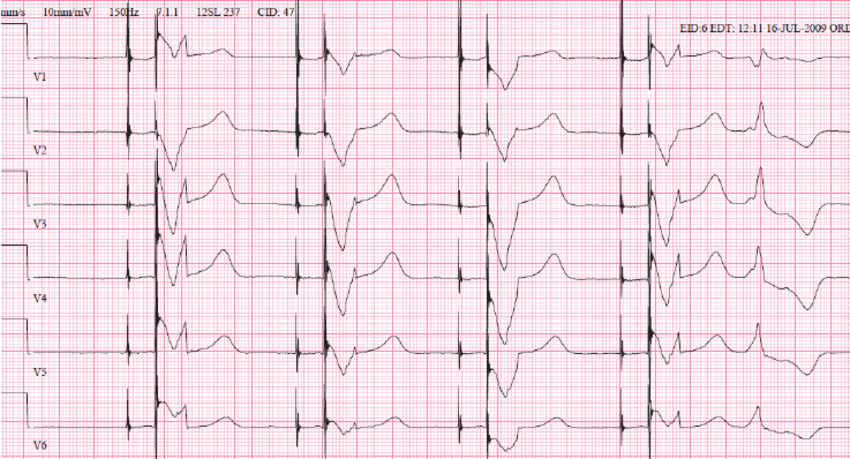 mm/s 10mm/mV 150Hz 7.1.1 12SL 237 CID: 47
EID:6 EDT: 12:11 16-JUL-2009 ORD
V1
V2
V3
V4
V5
V6